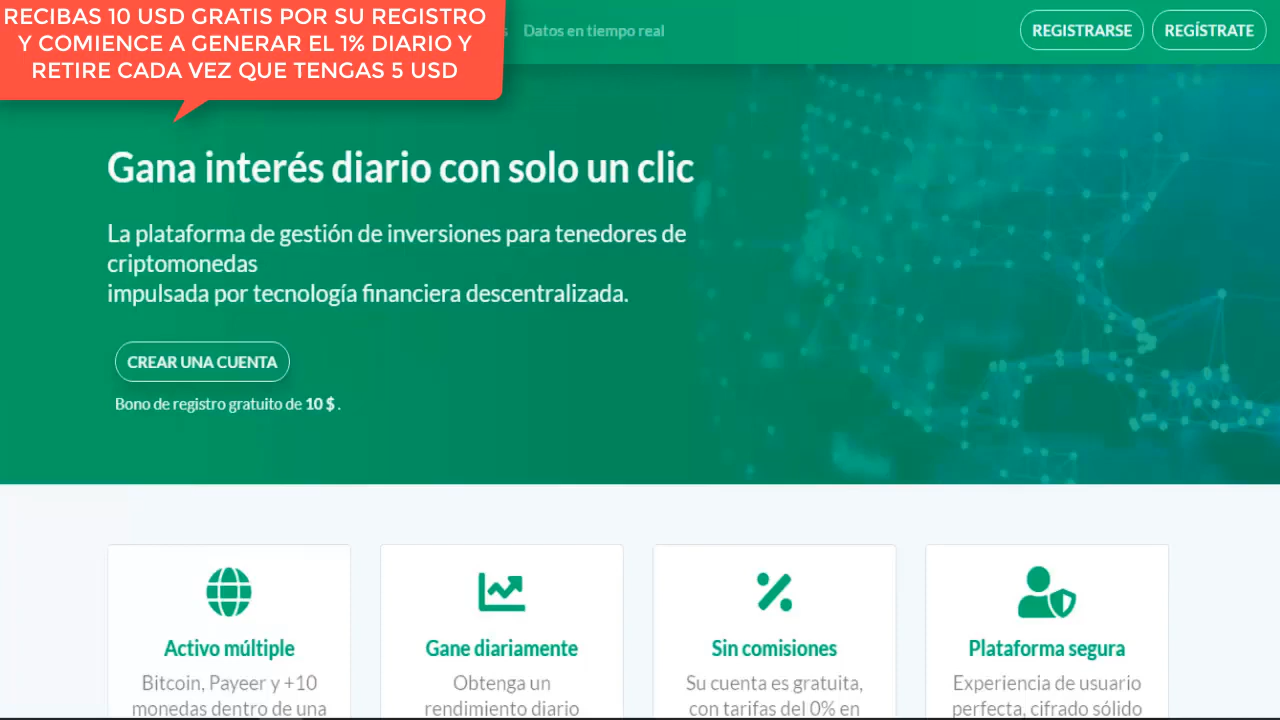 RECIBAS 10 USD GRATIS POR SU REGISTRO
Y COMIENCE A GENERAR EL 1% DIARIO Y
RETIRE CADA VEZ QUE TENGAS 5 USD
Datos en tiempo real
REGISTRARSE
REGÍSTRATE
Gana interés diario con solo un clic
La plataforma de gestión de inversiones para tenedores de
criptomonedas
impulsada por tecnología financiera descentralizada.
CREAR UNA CUENTA
Bono de registro gratuito de 10 $ .
Activo múltiple
Bitcoin, Payeer y +10
monedas dentro de una
Gane diariamente
Obtenga un
rendimiento diario
Sin comisiones
Su cuenta es gratuita,
con tarifas del 0% en
Plataforma segura
Experiencia de usuario
perfecta, cifrado sólido